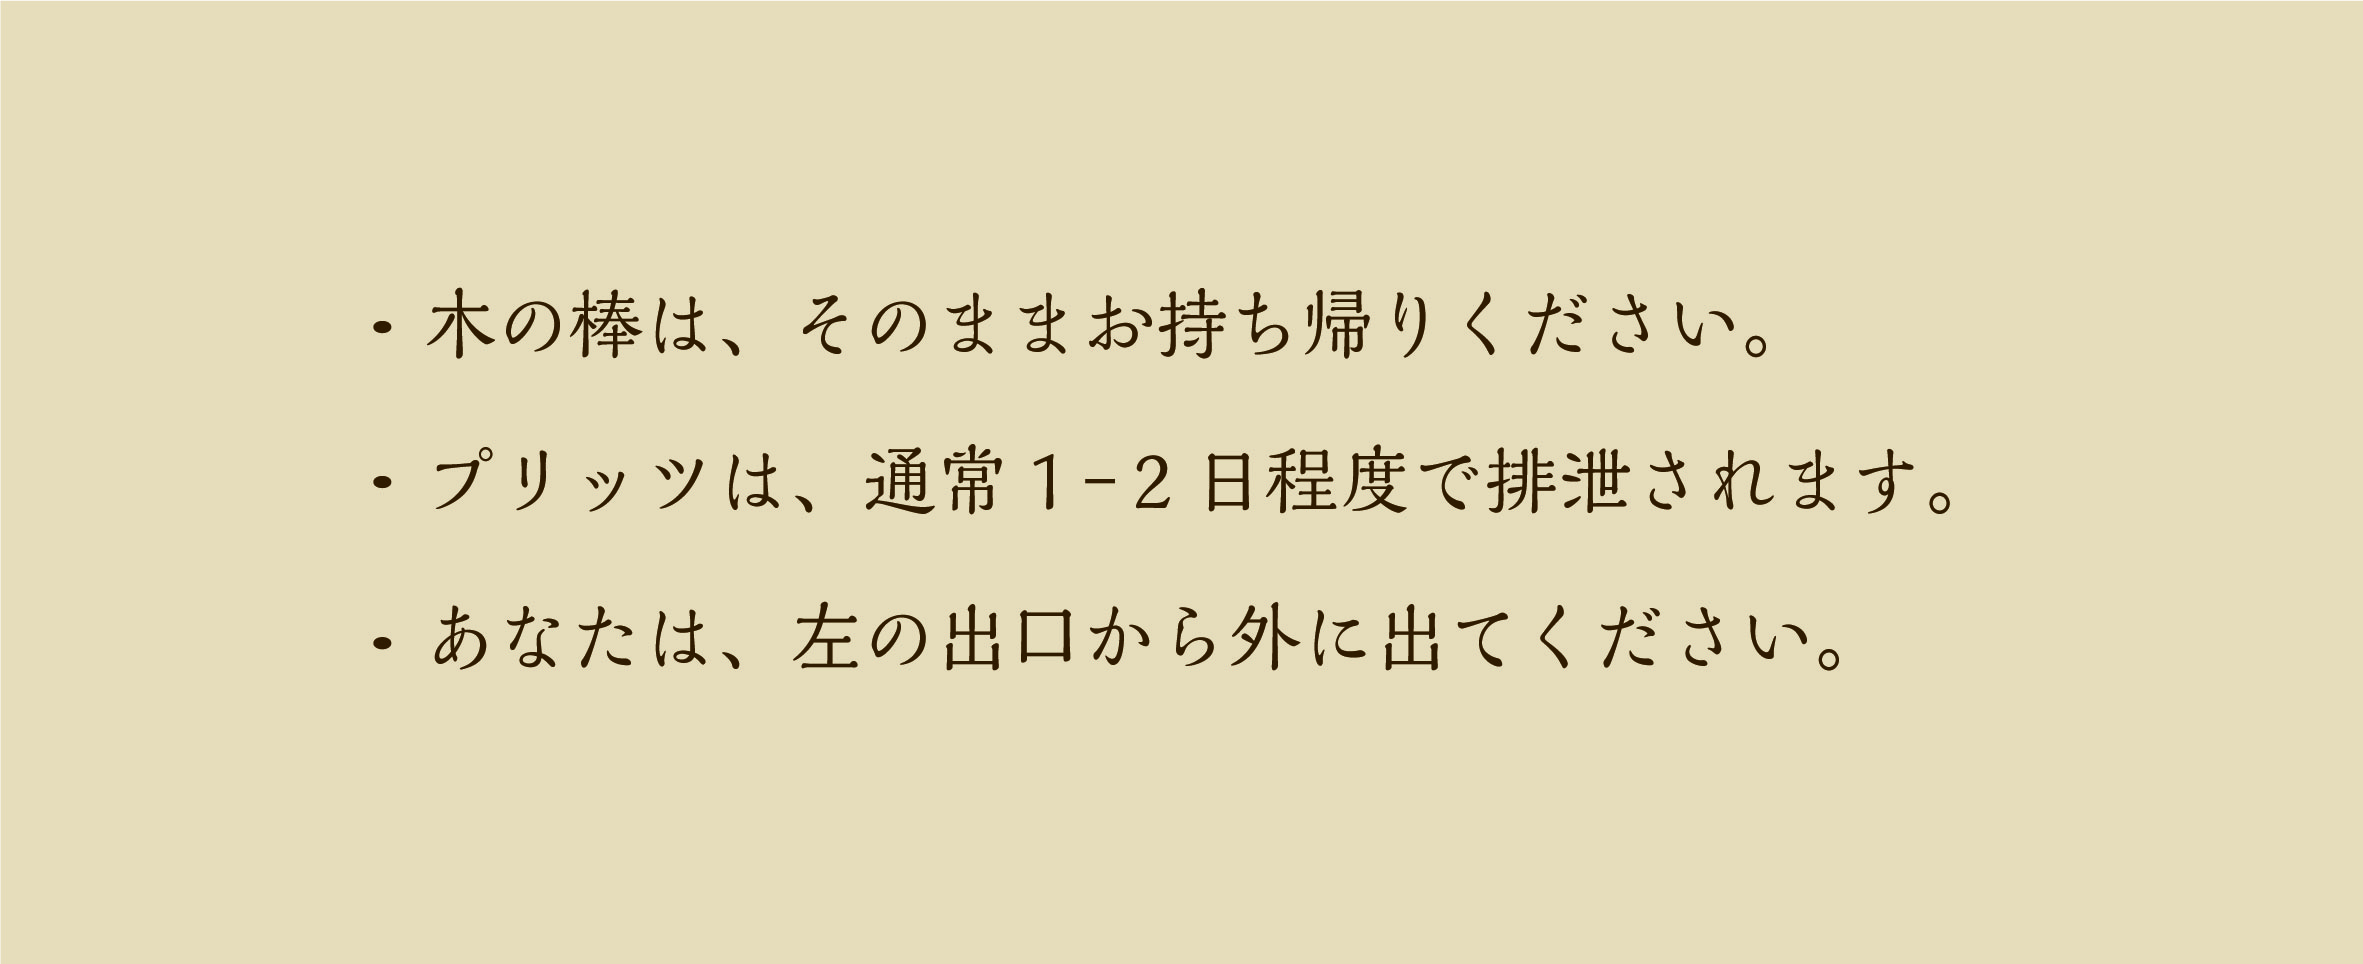 ・木の棒は、そのままお持ち帰りください。
・プリッツは、通常1-2日程度で排泄されます。
・あなたは、左の出口から外に出てください。